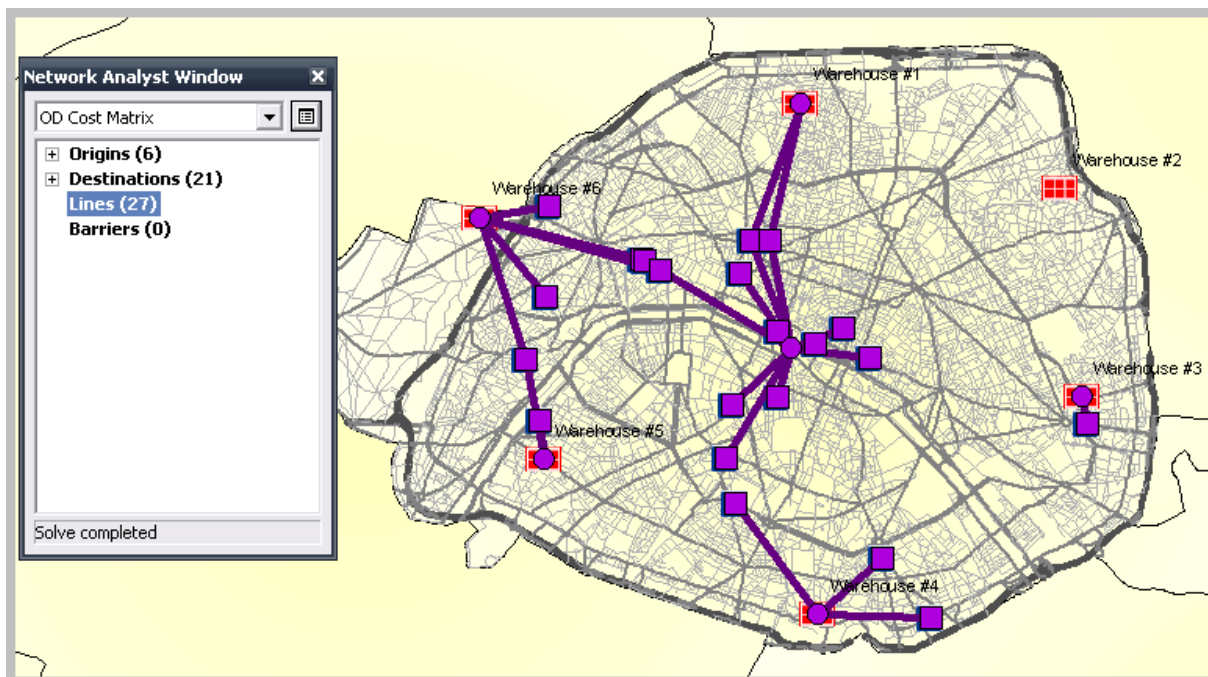 Network Analyst Window
OD Cost Matrix
Origins (6)
Destinations (21)
Lines (27)
Barriers (0)
Solve completed
Warehouse #1
Warehouse #2
Warehouse #6
Warehouse #3
Warehouse #5
Warehouse #4